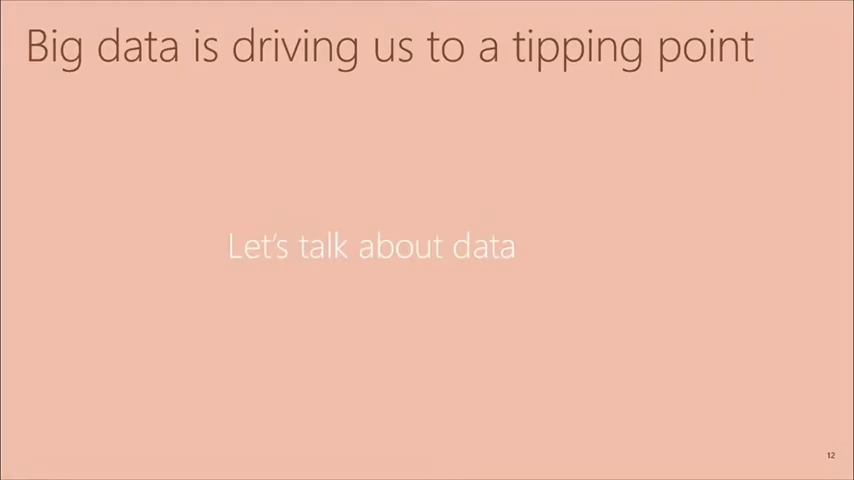 Big data is driving us to a tipping point
Let's talk about data
12